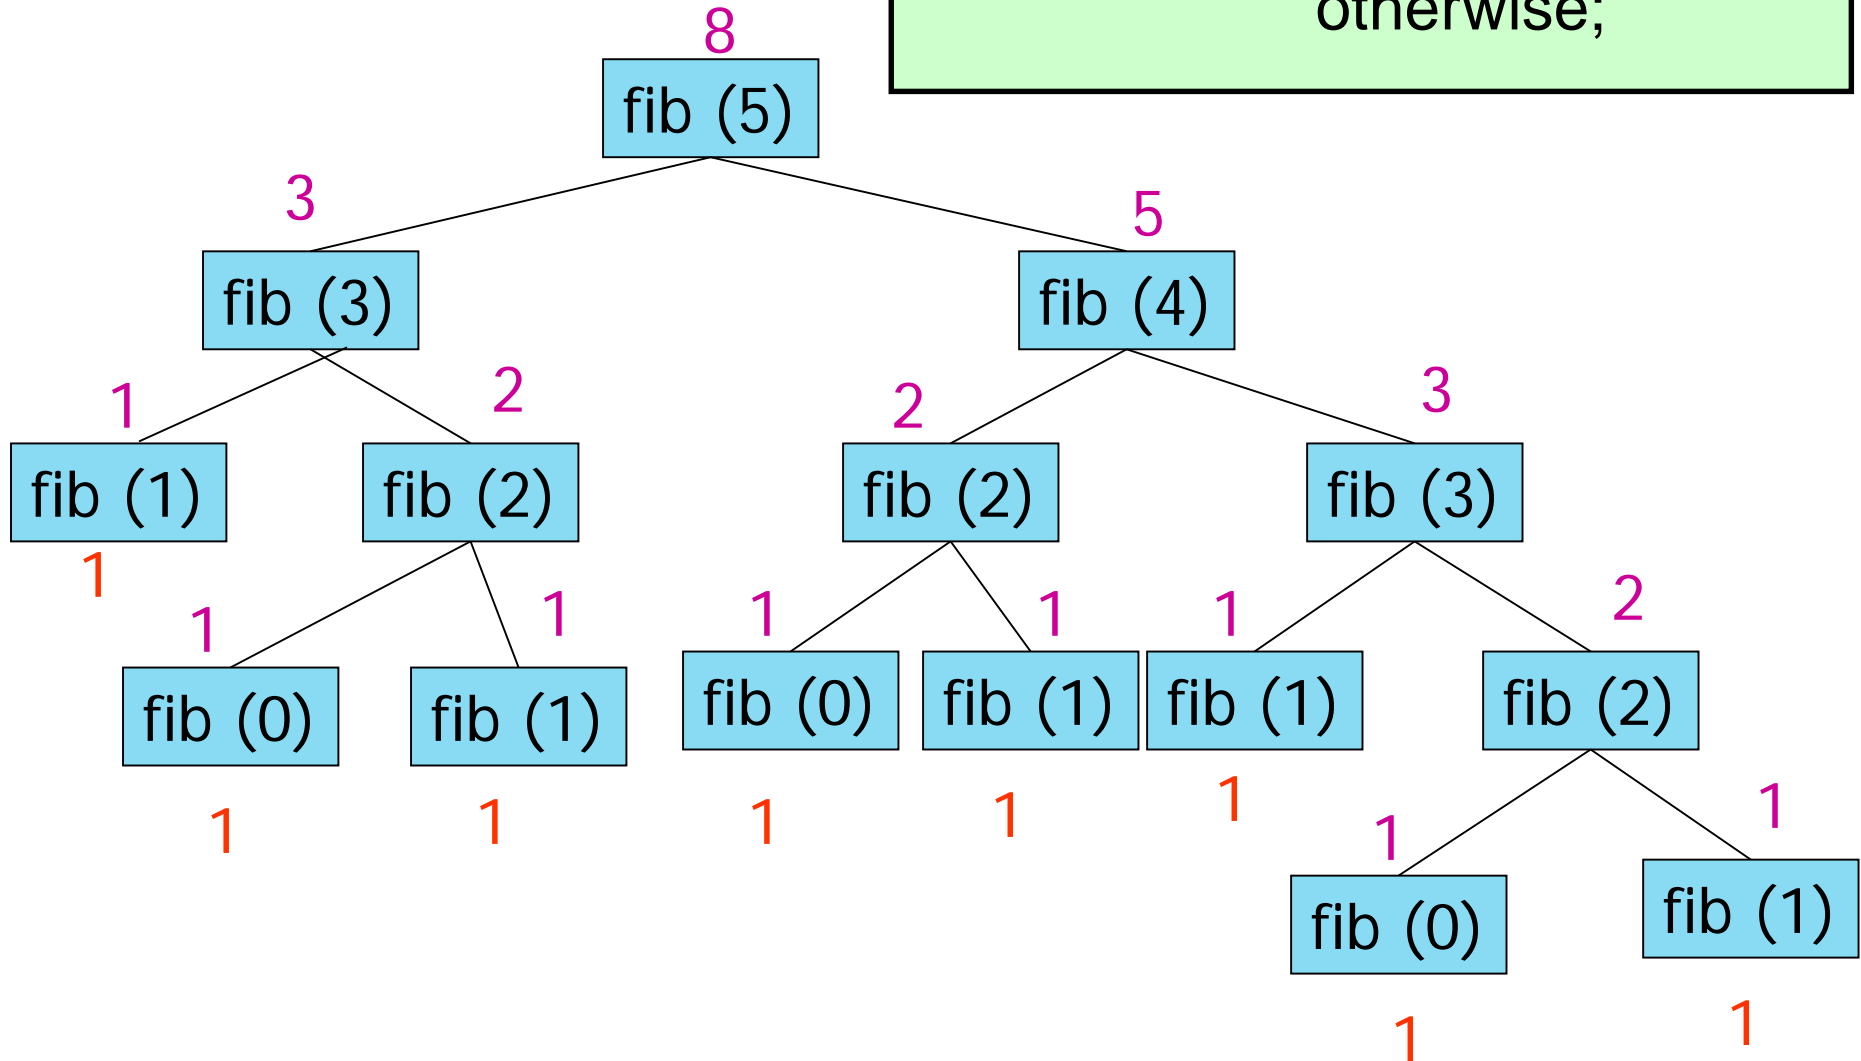 otherwise;
8
fib (5)
3
5
fib (3)
fib (4)
1
2
2
3
fib (1)
fib (2)
fib (2)
fib (3)
1
1
1
1
1
1
2
fib (0)
fib (1)
fib (0)
fib (1)
fib (1)
fib (2)
1
1
1
1
1
1
1
fib (0)
fib (1)
1
1